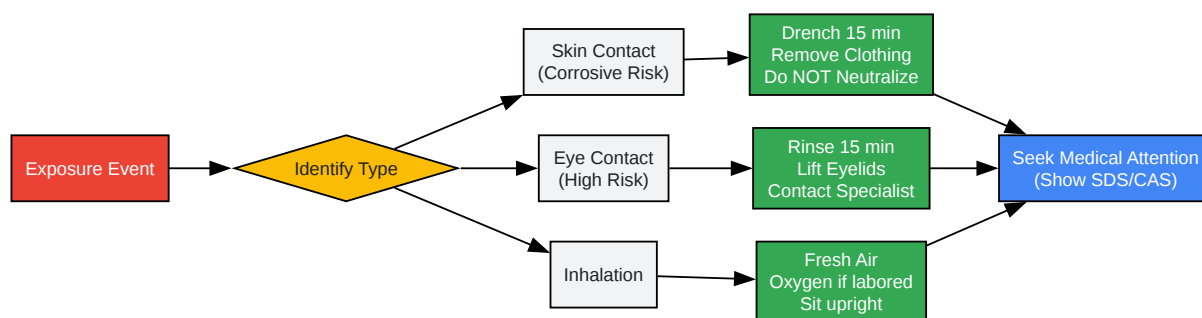 Exposure Event
Identify Type
Skin Contact
(Corrosive Risk)
Drench 15 min
Remove Clothing
Do NOT Neutralize
Eye Contact
(High Risk)
Rinse 15 min
Lift Eyelids
Contact Specialist
Inhalation
Fresh Air
Oxygen if labored
Sit upright
Seek Medical Attention
(Show SDS/CAS)